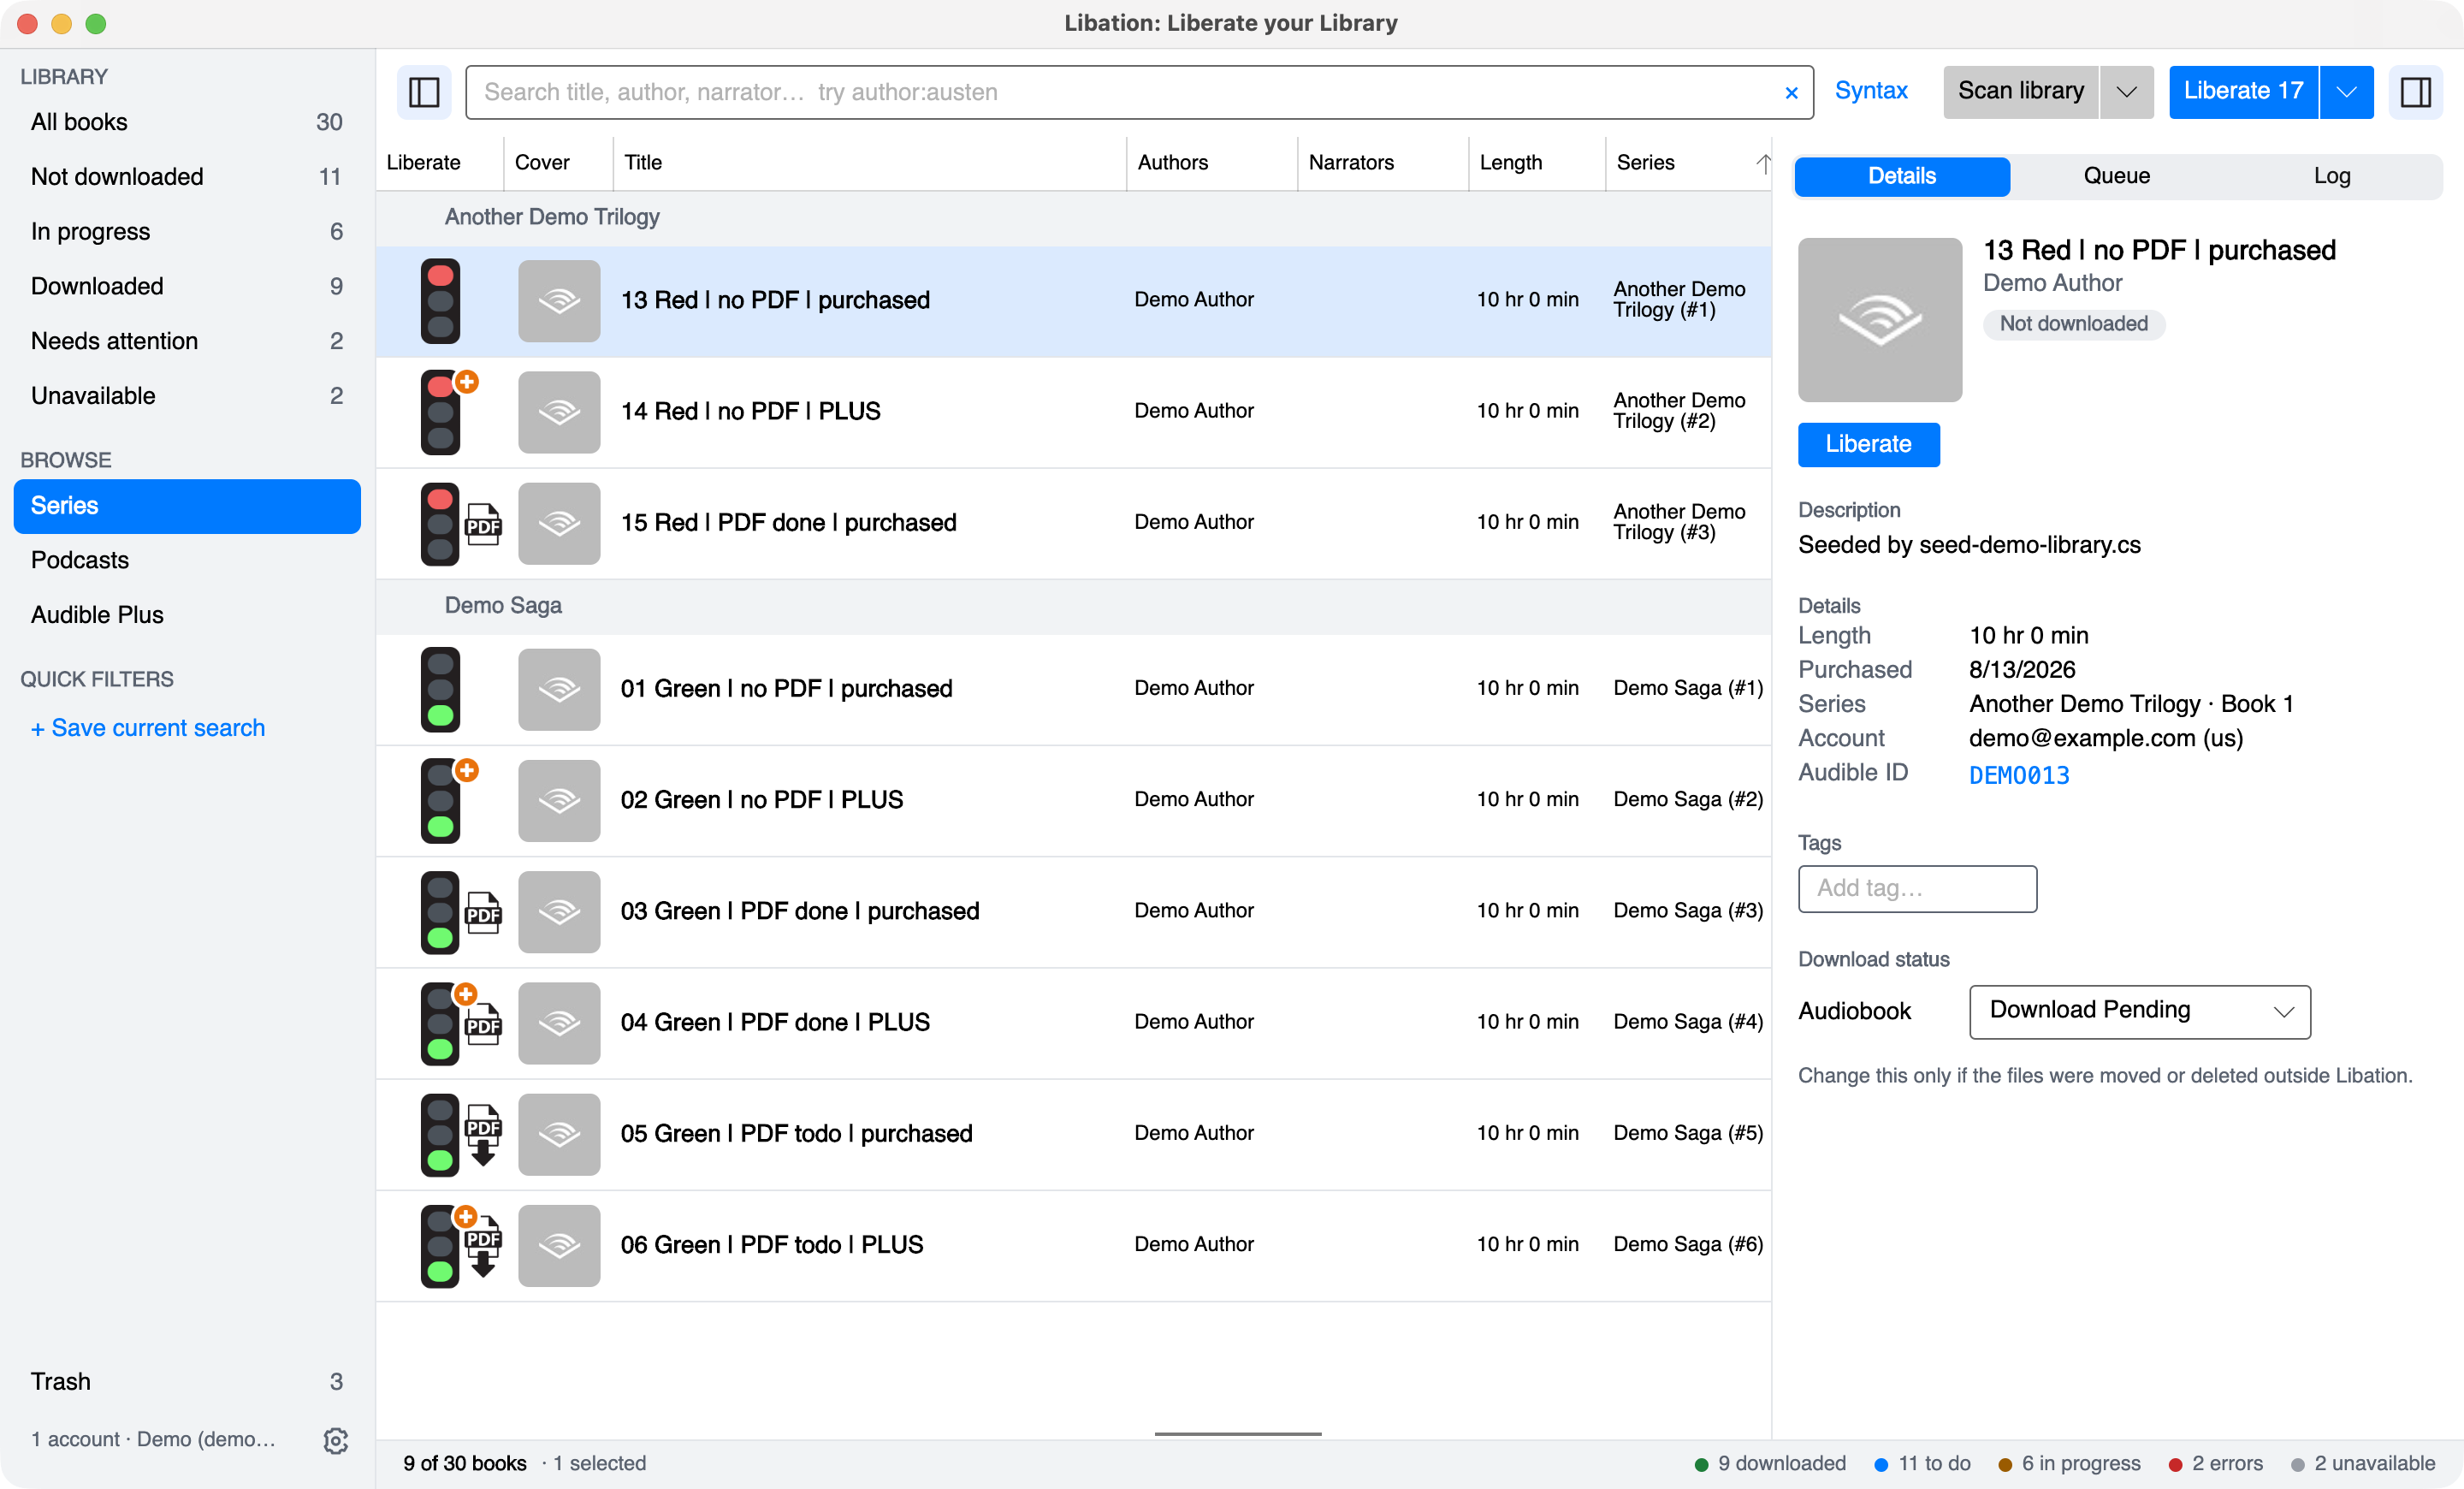 Libation: Liberate your Library
LIBRARY
All books 30
Not downloaded 11
In progress 6
Downloaded 9
Needs attention 2
Unavailable 2
BROWSE
Series
Podcasts
Audible Plus
QUICK FILTERS
+ Save current search
Trash 3
1 account · Demo (demo…
Search title, author, narrator… try author:austen
Syntax
Scan library
Liberate 17
Liberate Cover Title Authors Narrators Length Series
Another Demo Trilogy
13 Red | no PDF | purchased Demo Author 10 hr 0 min Another Demo
Trilogy (#1)
14 Red | no PDF | PLUS Demo Author 10 hr 0 min Another Demo
Trilogy (#2)
PDF 15 Red | PDF done | purchased Demo Author 10 hr 0 min Another Demo
Trilogy (#3)
Demo Saga
01 Green | no PDF | purchased Demo Author 10 hr 0 min Demo Saga (#1)
02 Green | no PDF | PLUS Demo Author 10 hr 0 min Demo Saga (#2)
PDF 03 Green | PDF done | purchased Demo Author 10 hr 0 min Demo Saga (#3)
PDF 04 Green | PDF done | PLUS Demo Author 10 hr 0 min Demo Saga (#4)
PDF 05 Green | PDF todo | purchased Demo Author 10 hr 0 min Demo Saga (#5)
PDF 06 Green | PDF todo | PLUS Demo Author 10 hr 0 min Demo Saga (#6)
Details Queue Log
13 Red | no PDF | purchased
Demo Author
Not downloaded
Liberate
Description
Seeded by seed-demo-library.cs
Details
Length 10 hr 0 min
Purchased 8/13/2026
Series Another Demo Trilogy · Book 1
Account demo@example.com (us)
Audible ID DEMO013
Tags
Add tag…
Download status
Audiobook Download Pending
Change this only if the files were moved or deleted outside Libation.
9 of 30 books · 1 selected
9 downloaded 11 to do 6 in progress 2 errors 2 unavailable